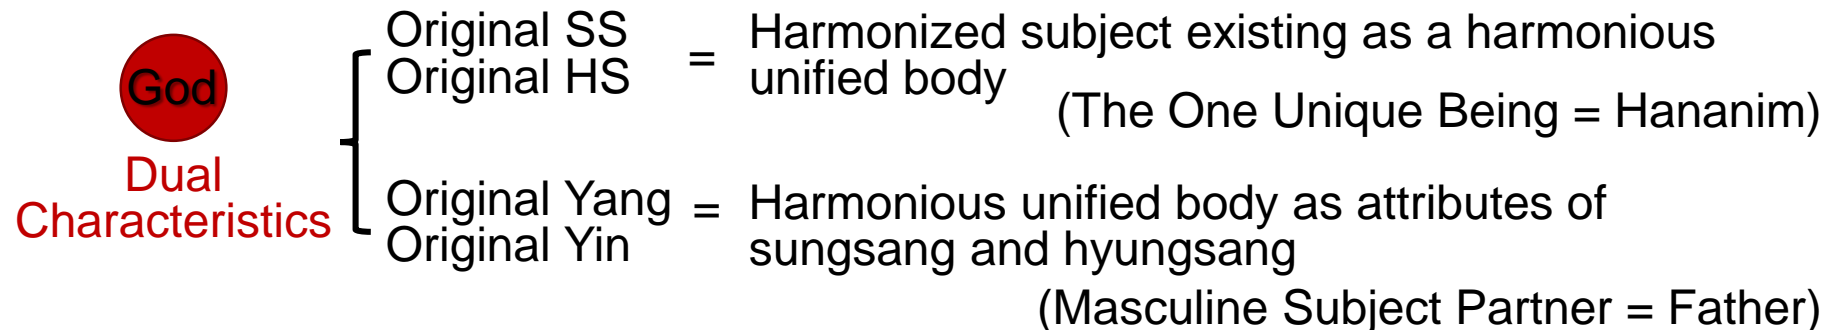 God
Dual
Characteristics
Original SS
Original HS
=
Harmonized subject existing as a harmonious
unified body
(The One Unique Being = Hananim)
Original Yang
Original Yin
=
Harmonious unified body as attributes of
sungsang and hyungsang
(Masculine Subject Partner = Father)